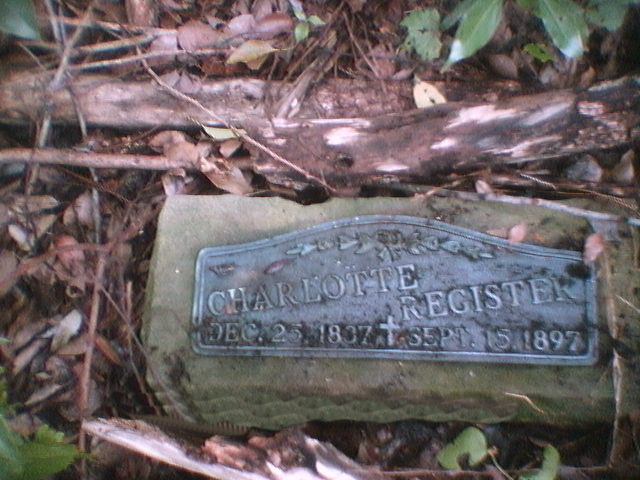 CHARLOTTE
REGISTER
DEC. 25, 1837 SEPT. 15, 1897